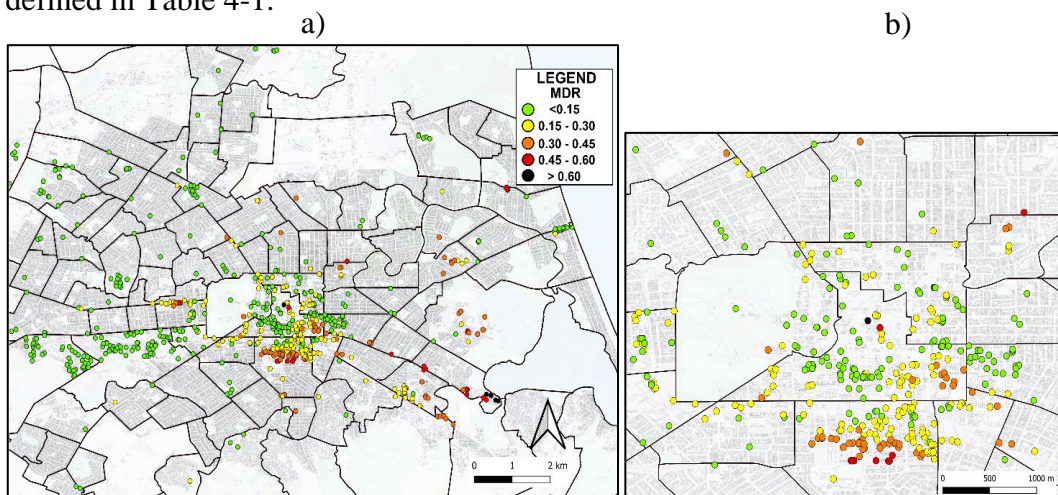 defined in Table 4-1.
a)
b)
LEGEND
MDR
<0.15
0.15 - 0.30
0.30 - 0.45
0.45 - 0.60
> 0.60
0 1 2 km
0 500 1000 m